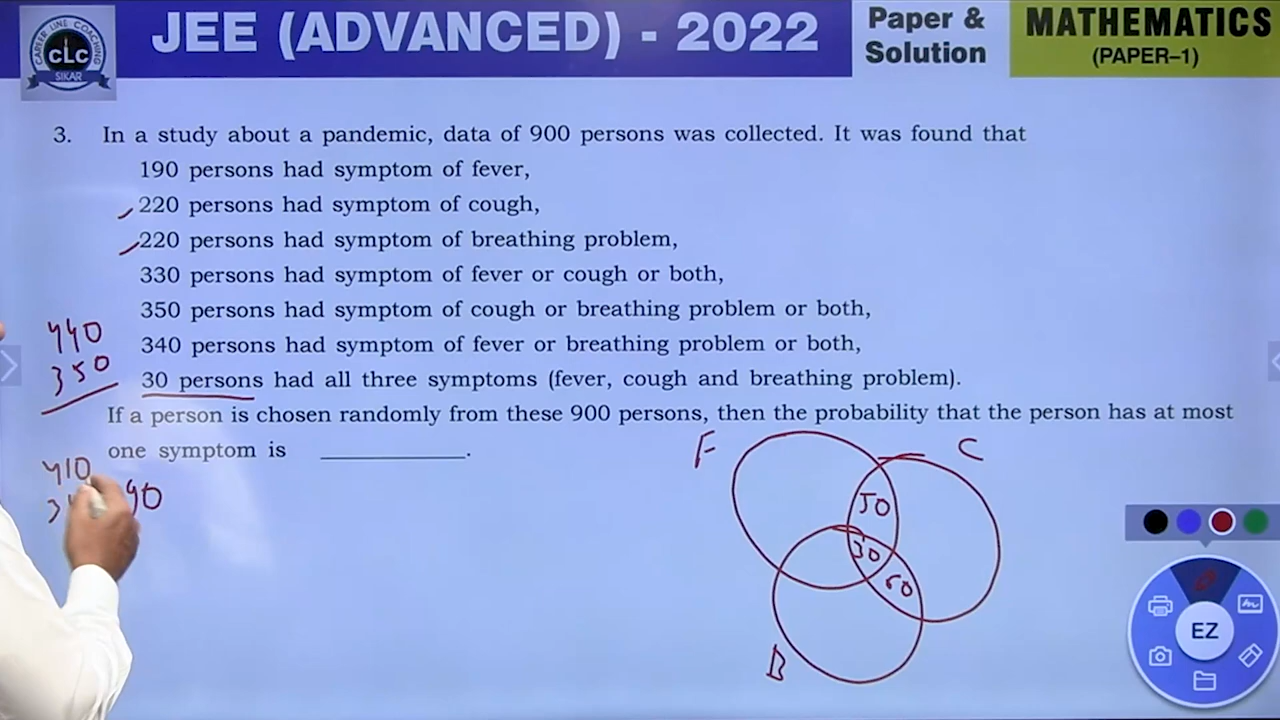 CAREER LINE COACHING
CLC
SIKAR
JEE (ADVANCED) - 2022
Paper &
Solution
MATHEMATICS
(PAPER–1)
3. In a study about a pandemic, data of 900 persons was collected. It was found that
190 persons had symptom of fever,
220 persons had symptom of cough,
220 persons had symptom of breathing problem,
330 persons had symptom of fever or cough or both,
350 persons had symptom of cough or breathing problem or both,
340 persons had symptom of fever or breathing problem or both,
30 persons had all three symptoms (fever, cough and breathing problem).
If a person is chosen randomly from these 900 persons, then the probability that the person has at most
one symptom is __________.
440
350
410
90
F
C
50
30
60
B
EZ